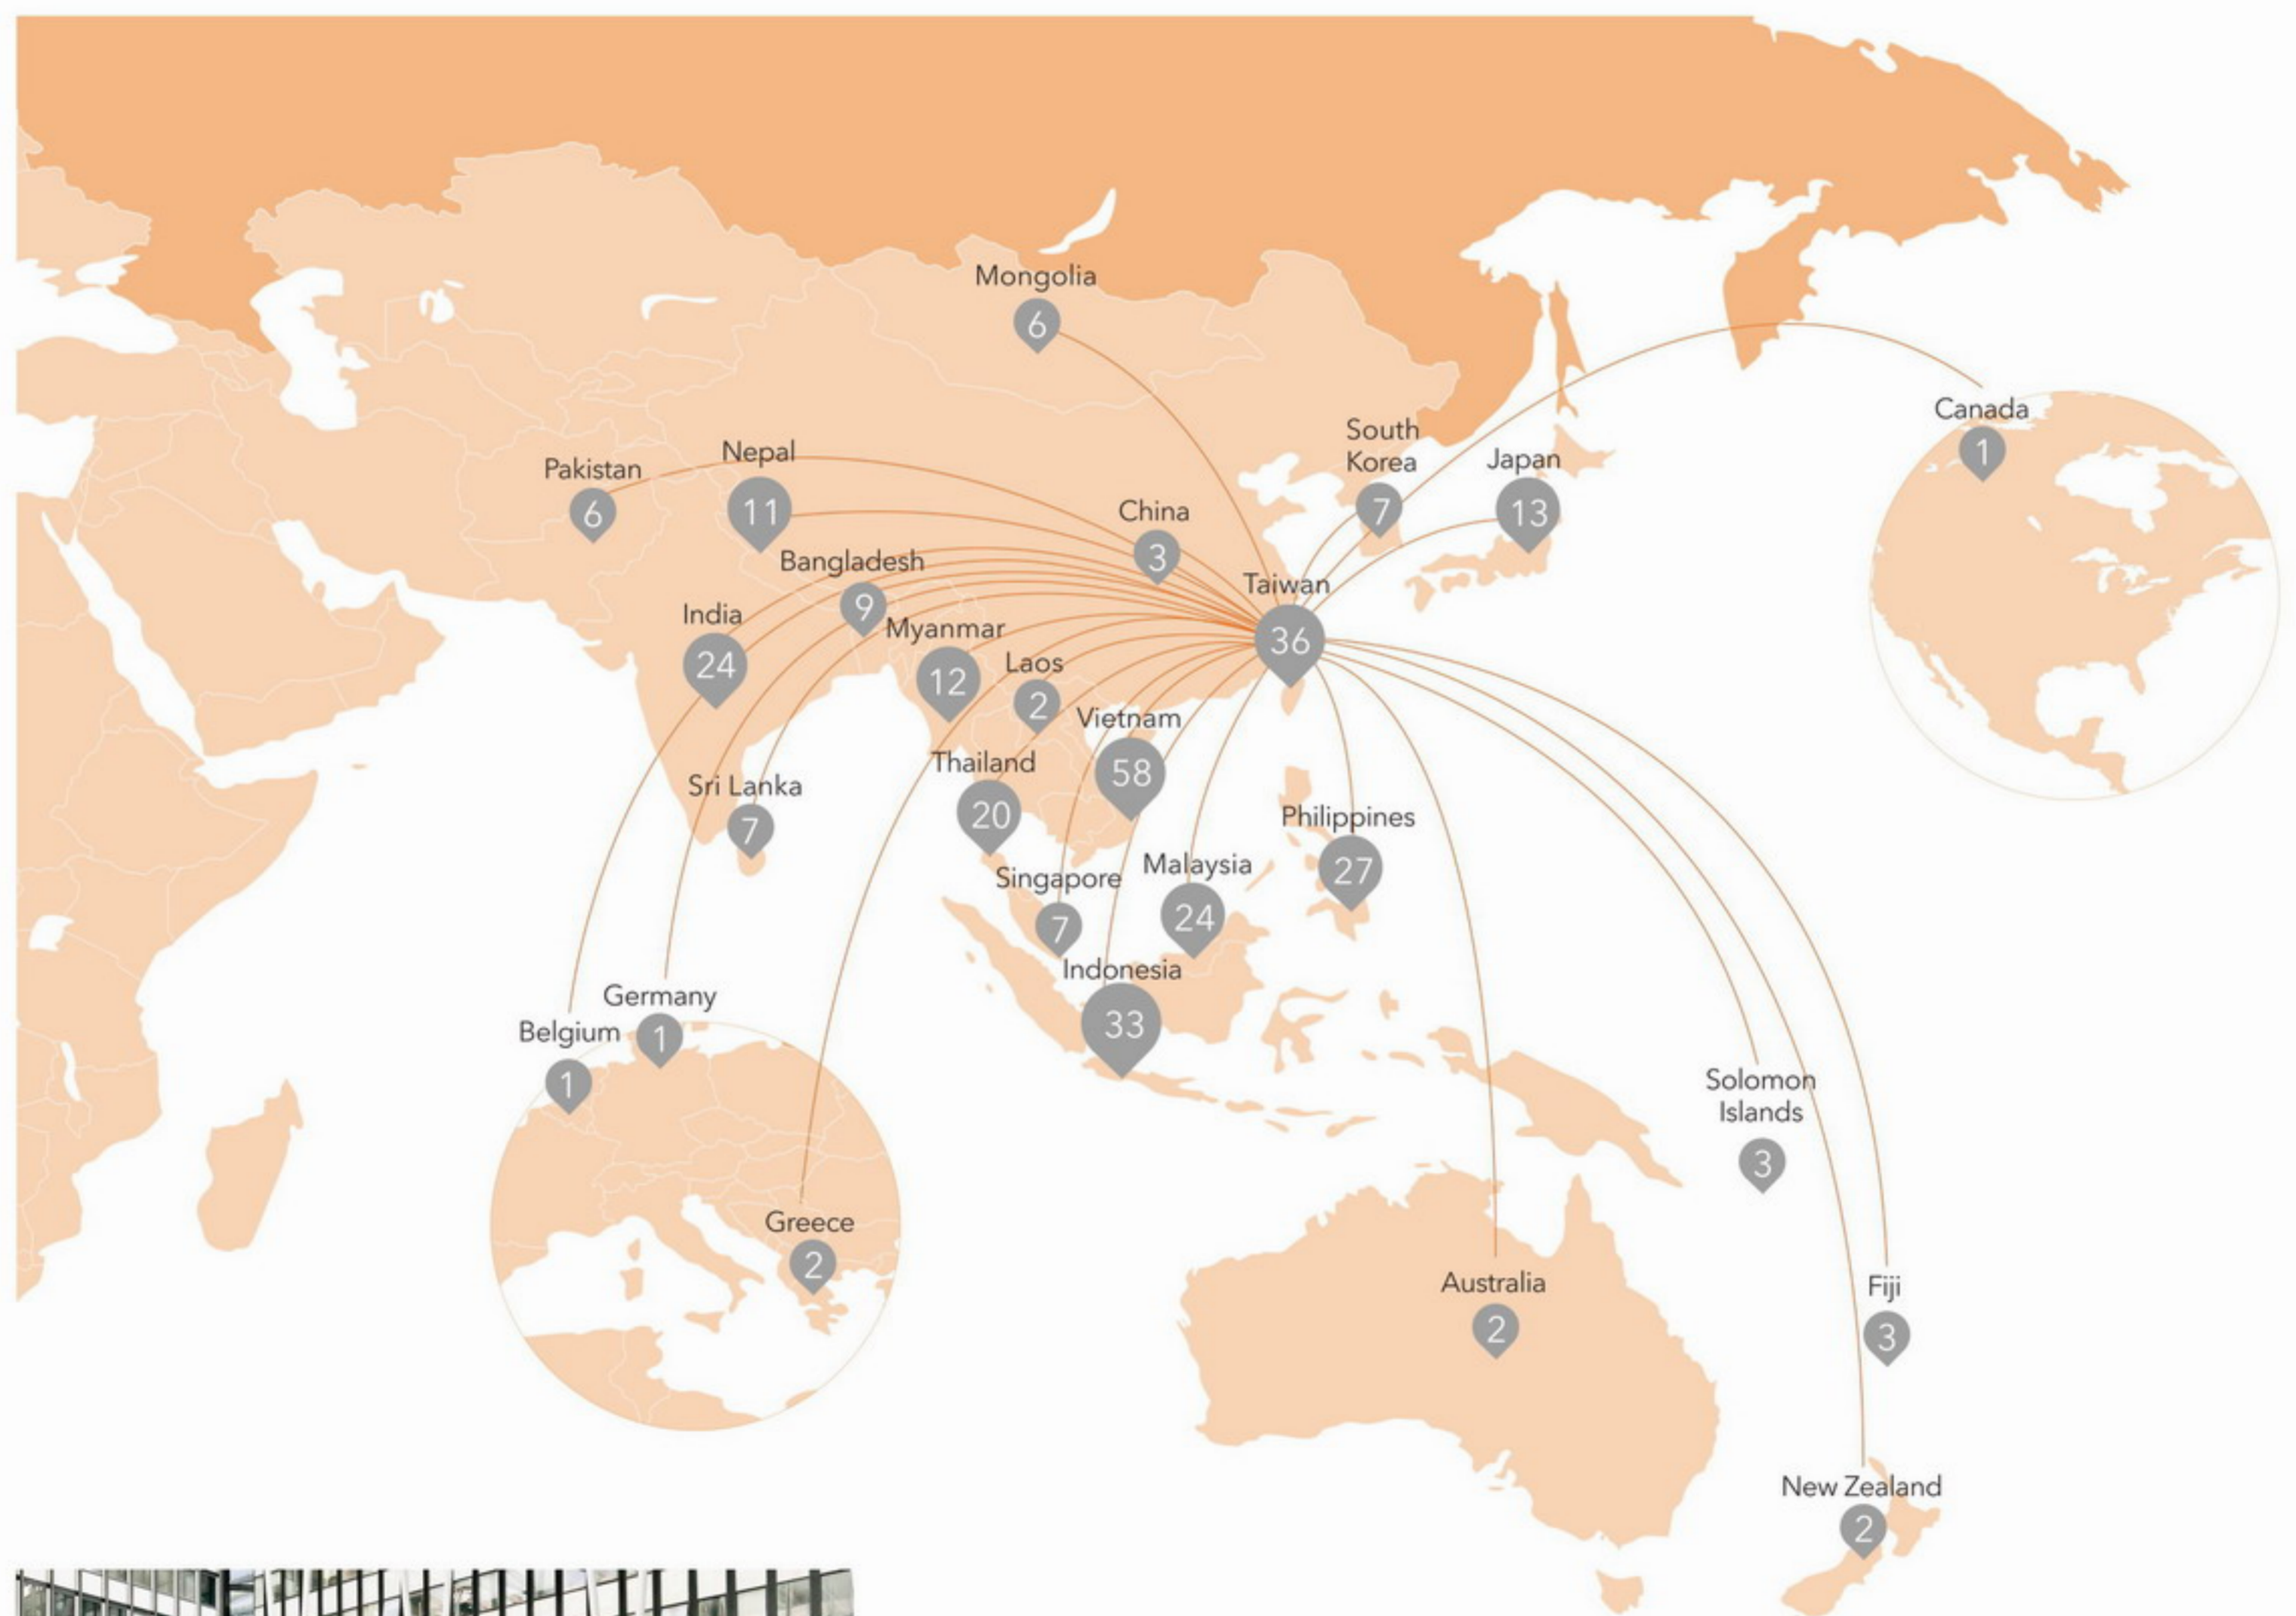 Mongolia
6
Canada
1
South
Korea
7
Japan
13
Nepal
11
Pakistan
6
China
3
Bangladesh
9
Taiwan
36
India
24
Myanmar
12
Laos
2
Vietnam
58
Thailand
20
Sri Lanka
7
Philippines
27
Malaysia
24
Singapore
7
Indonesia
33
Germany
1
Belgium
1
Greece
2
Solomon
Islands
3
Australia
2
Fiji
3
New Zealand
2